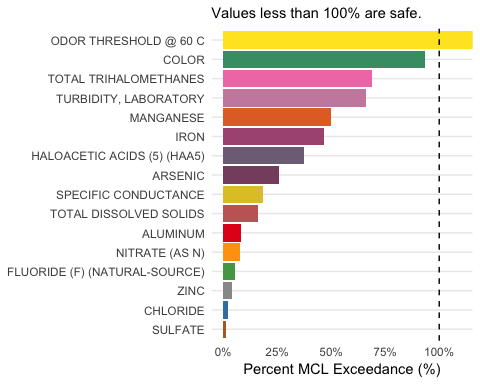 Values less than 100% are safe.
ODOR THRESHOLD @ 60 C
COLOR
TOTAL TRIHALOMETHANES
TURBIDITY, LABORATORY
MANGANESE
IRON
HALOACETIC ACIDS (5) (HAA5)
ARSENIC
SPECIFIC CONDUCTANCE
TOTAL DISSOLVED SOLIDS
ALUMINUM
NITRATE (AS N)
FLUORIDE (F) (NATURAL-SOURCE)
ZINC
CHLORIDE
SULFATE
0% 25% 50% 75% 100%
Percent MCL Exceedance (%)